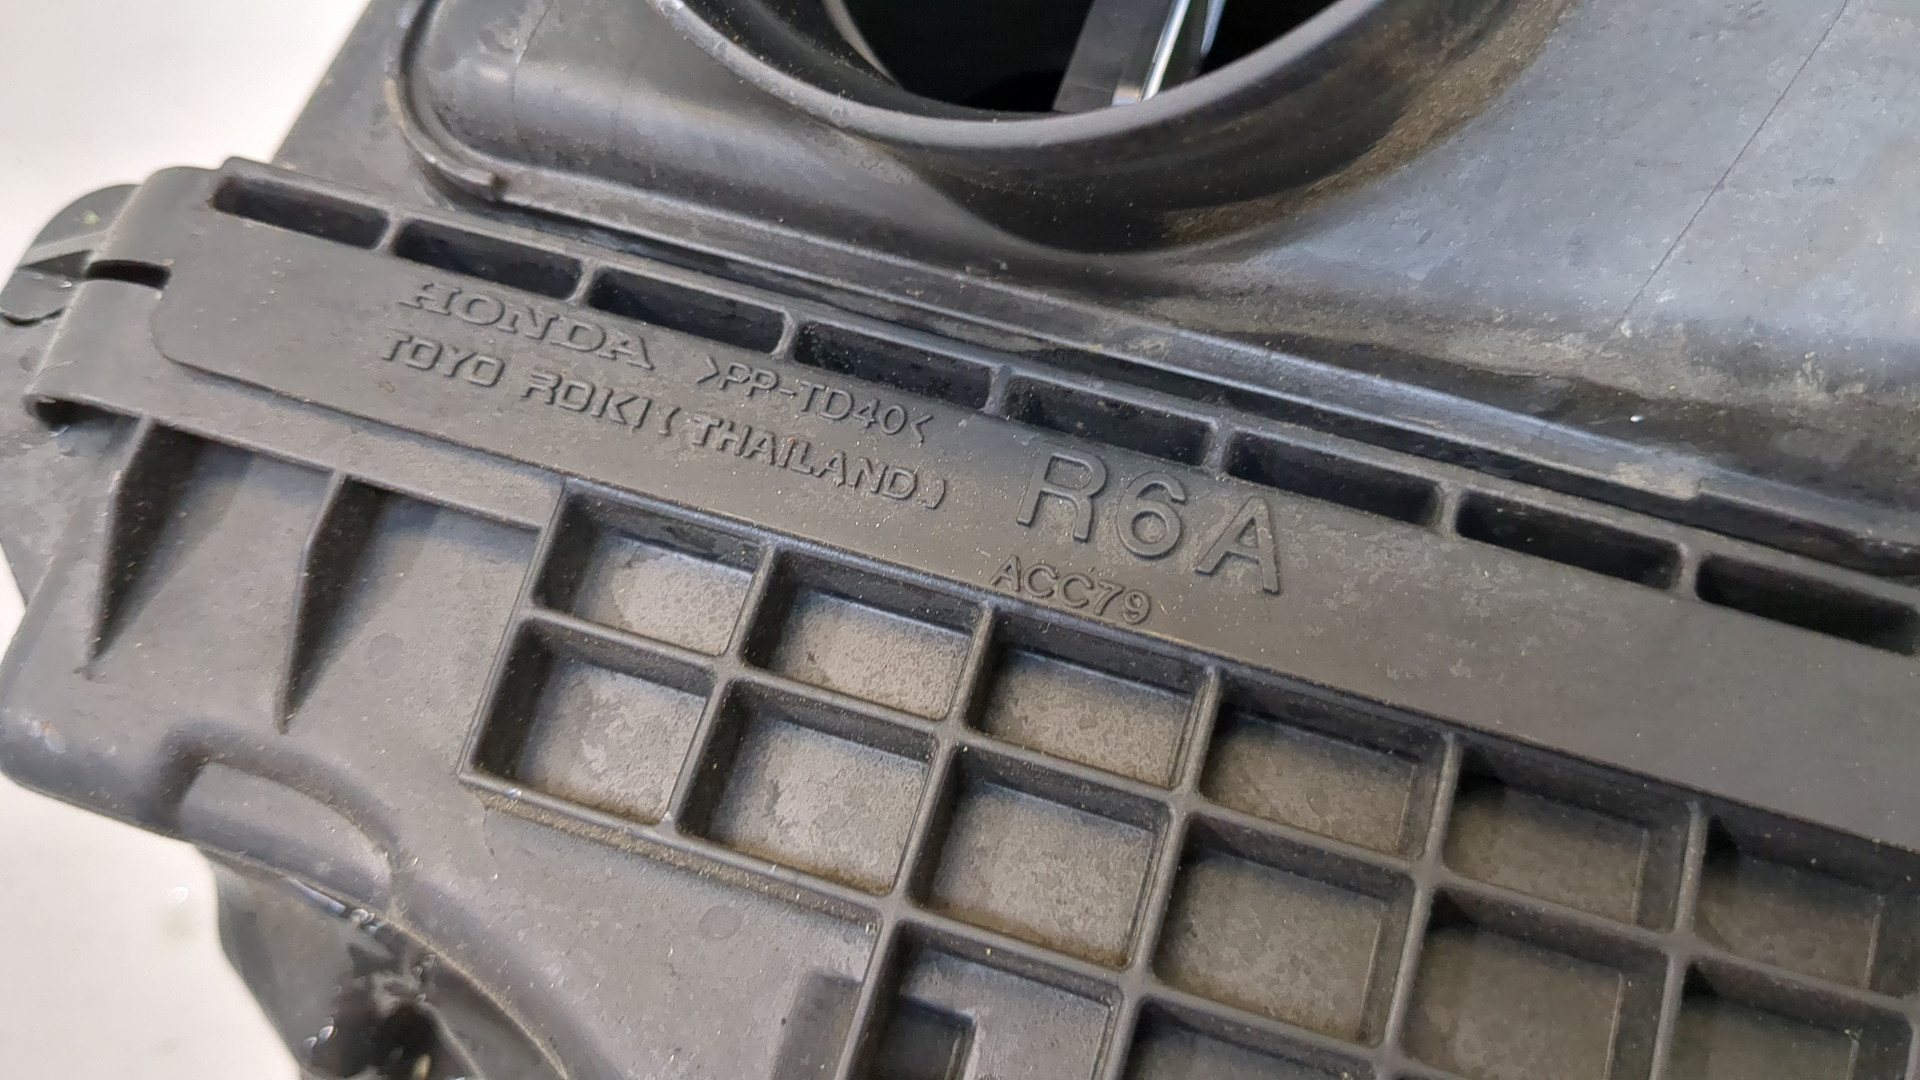 HONDA >PP-TD40<
TOYO ROKI (THAILAND.)
R6A
ACC79